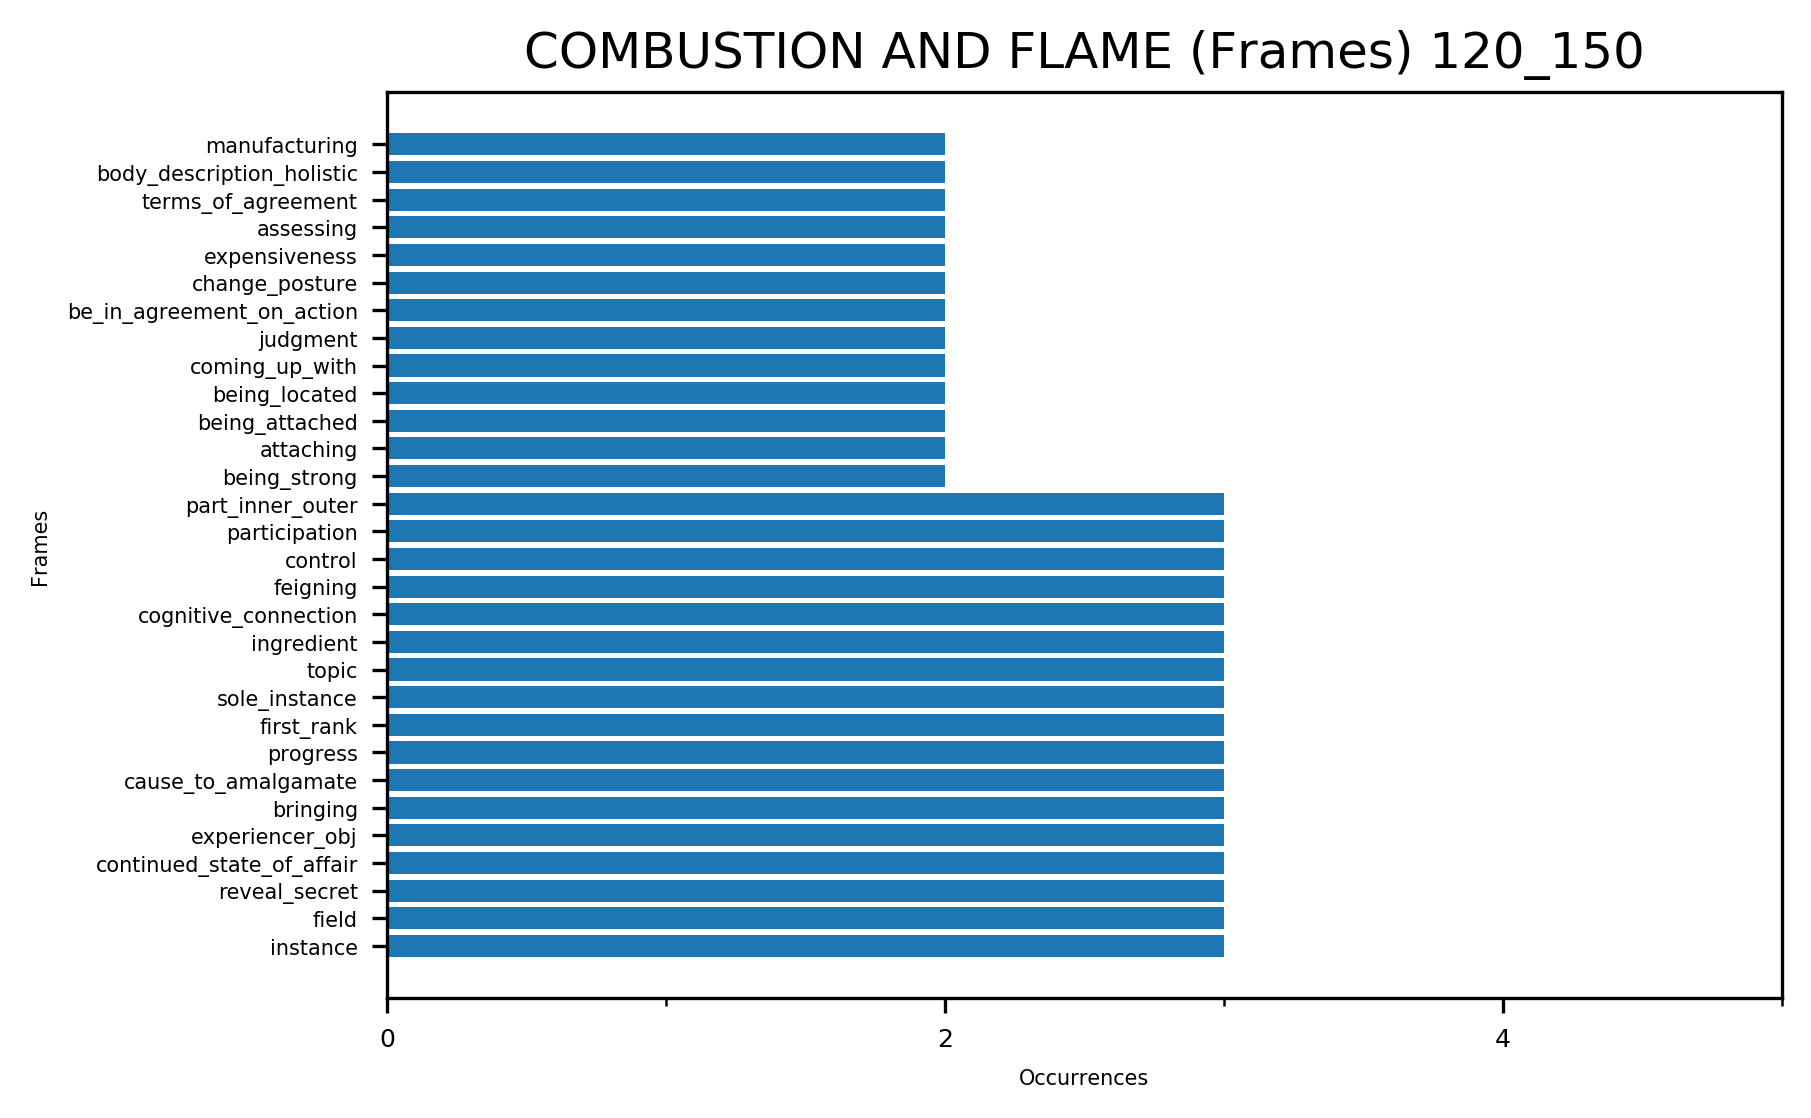 COMBUSTION AND FLAME (Frames) 120_150
manufacturing
body_description_holistic
terms_of_agreement
assessing
expensiveness
change_posture
be_in_agreement_on_action
judgment
coming_up_with
being_located
being_attached
attaching
being_strong
part_inner_outer
participation
control
feigning
cognitive_connection
ingredient
topic
sole_instance
first_rank
progress
cause_to_amalgamate
bringing
experiencer_obj
continued_state_of_affair
reveal_secret
field
instance
Frames
0 2 4
Occurrences